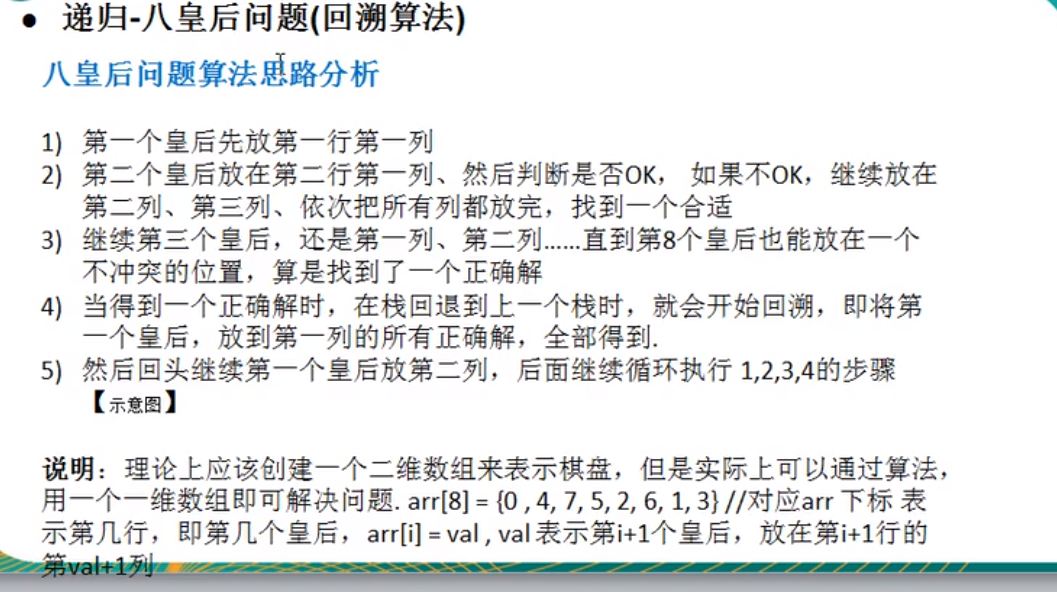 ● 递归-八皇后问题(回溯算法)
八皇后问题算法思路分析
1) 第一个皇后先放第一行第一列
2) 第二个皇后放在第二行第一列、然后判断是否OK, 如果不OK，继续放在
第二列、第三列、依次把所有列都放完，找到一个合适
3) 继续第三个皇后，还是第一列、第二列……直到第8个皇后也能放在一个
不冲突的位置，算是找到了一个正确解
4) 当得到一个正确解时，在栈回退到上一个栈时，就会开始回溯，即将第
一个皇后，放到第一列的所有正确解，全部得到.
5) 然后回头继续第一个皇后放第二列，后面继续循环执行 1,2,3,4的步骤
【示意图】
说明：理论上应该创建一个二维数组来表示棋盘，但是实际上可以通过算法，
用一个一维数组即可解决问题. arr[8] = {0 , 4, 7, 5, 2, 6, 1, 3} //对应arr 下标 表
示第几行，即第几个皇后，arr[i] = val , val 表示第i+1个皇后，放在第i+1行的
第val+1列